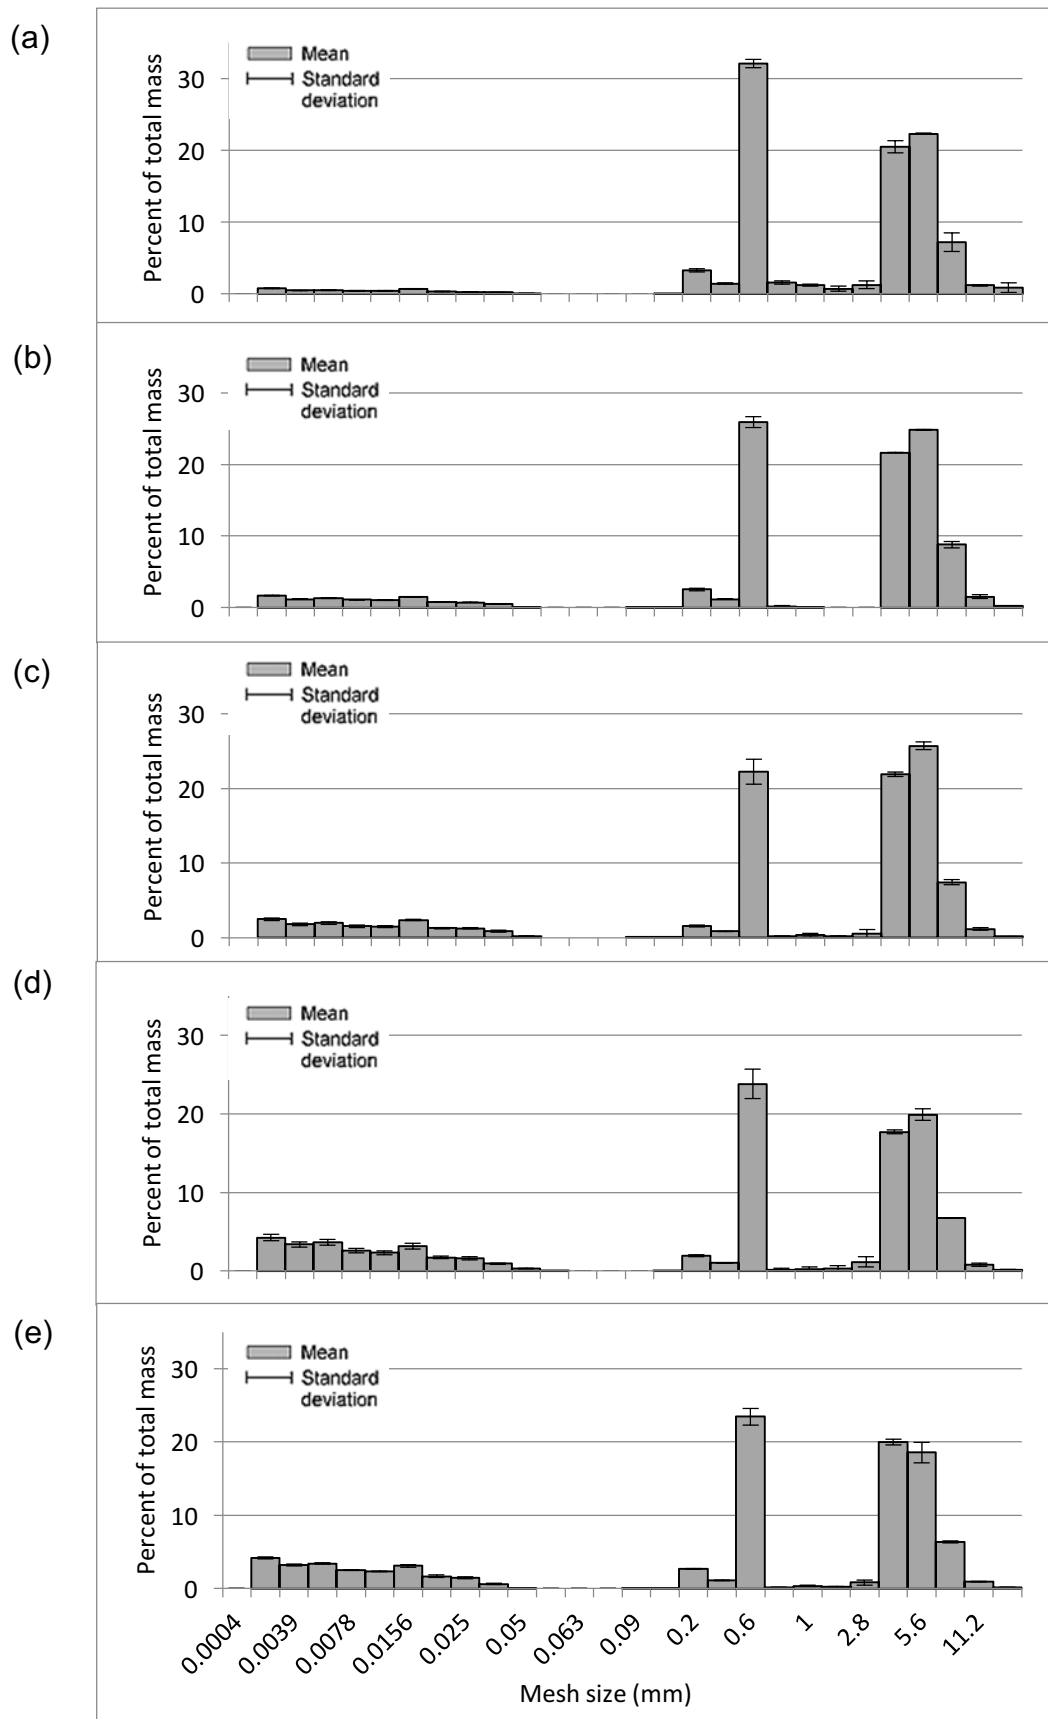 (a)
Mean
Standard
deviation
Percent of total mass
30
20
10
0
(b)
Mean
Standard
deviation
Percent of total mass
30
20
10
0
(c)
Mean
Standard
deviation
Percent of total mass
30
20
10
0
(d)
Mean
Standard
deviation
Percent of total mass
30
20
10
0
(e)
Mean
Standard
deviation
Percent of total mass
30
20
10
0
0.0004 0.0039 0.0078 0.0156 0.025 0.05 0.063 0.09 0.2 0.6 1 2.8 5.6 11.2
Mesh size (mm)